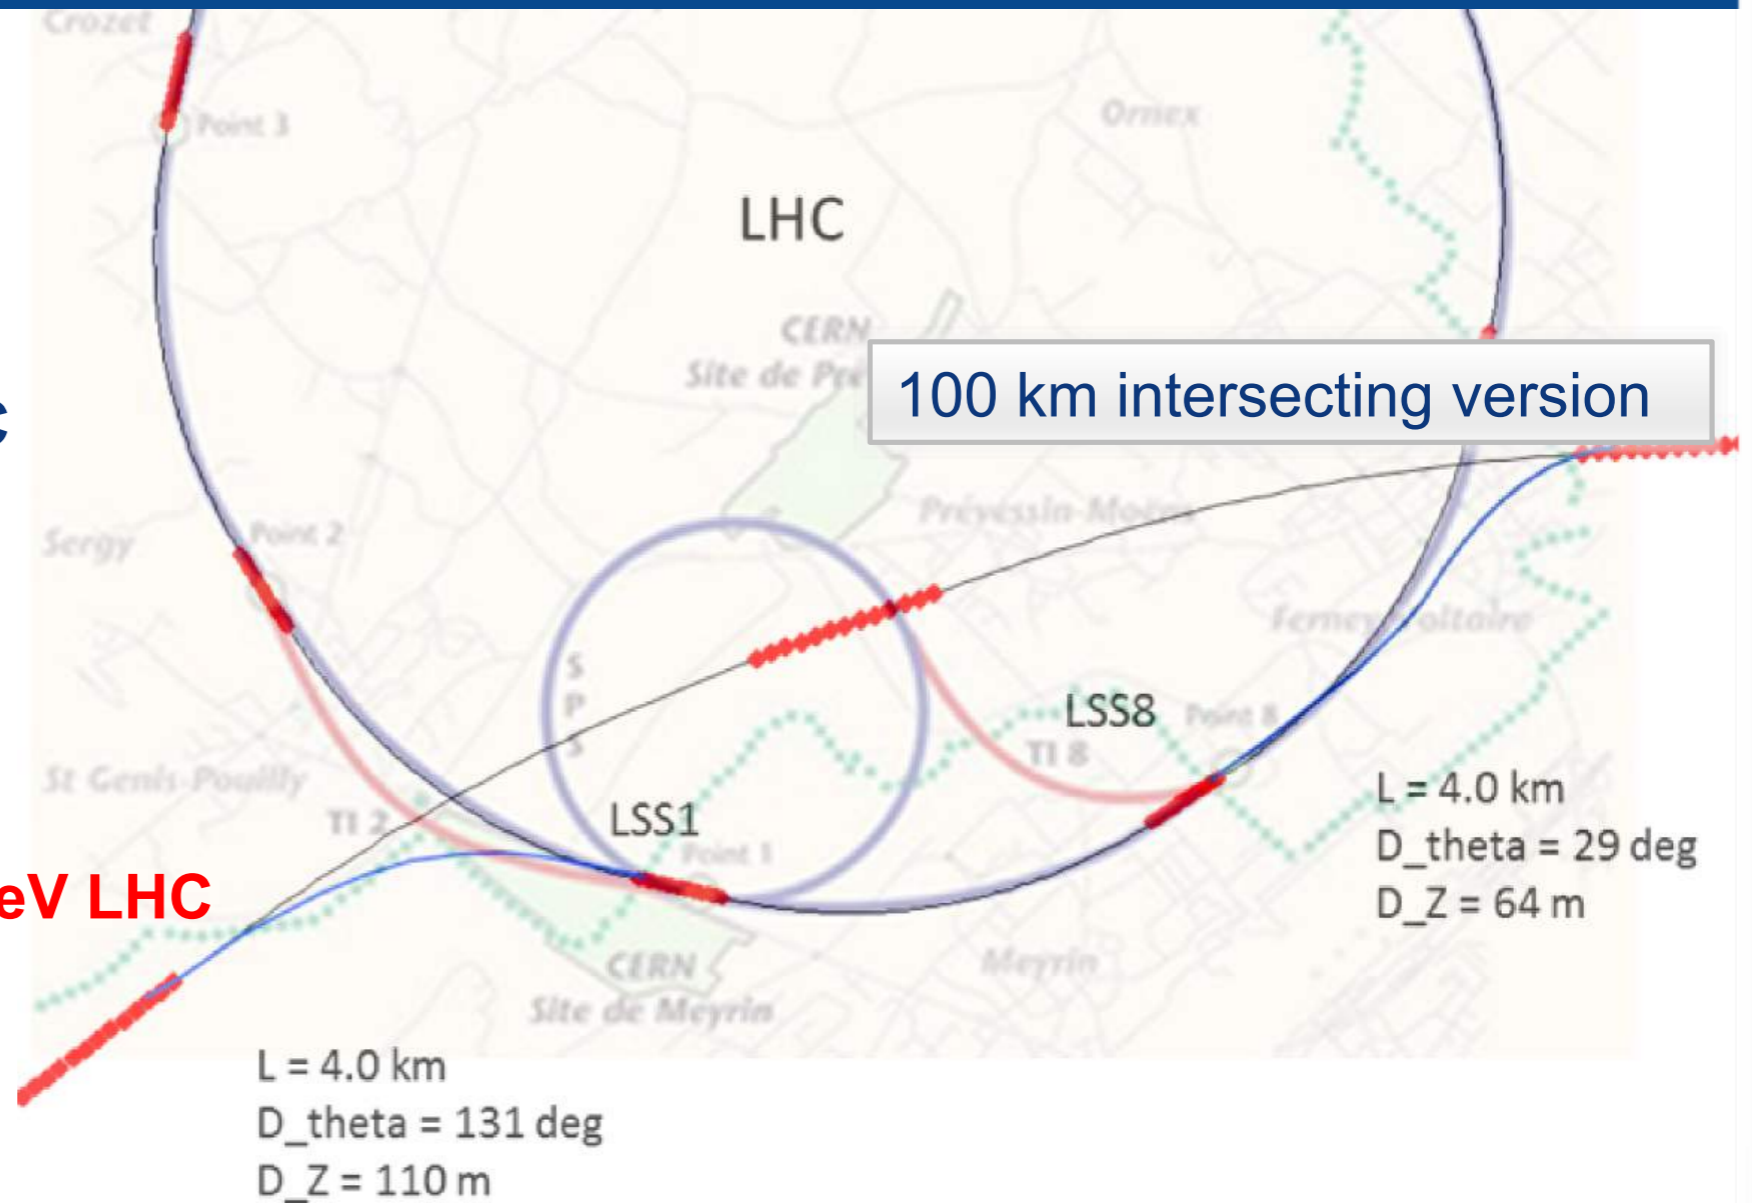 Crozet
Point 3
Ornex
LHC
CERN
Site de Pré
100 km intersecting version
C
Sergy
Point 2
Prévessin-Moëns
Ferney-Voltaire
S
P
S
LSS8
Point 8
TI 8
St Genis-Pouilly
TI 2
LSS1
Point 1
L = 4.0 km
D_theta = 29 deg
D_Z = 64 m
eV LHC
CERN
Site de Meyrin
Meyrin
L = 4.0 km
D_theta = 131 deg
D_Z = 110 m